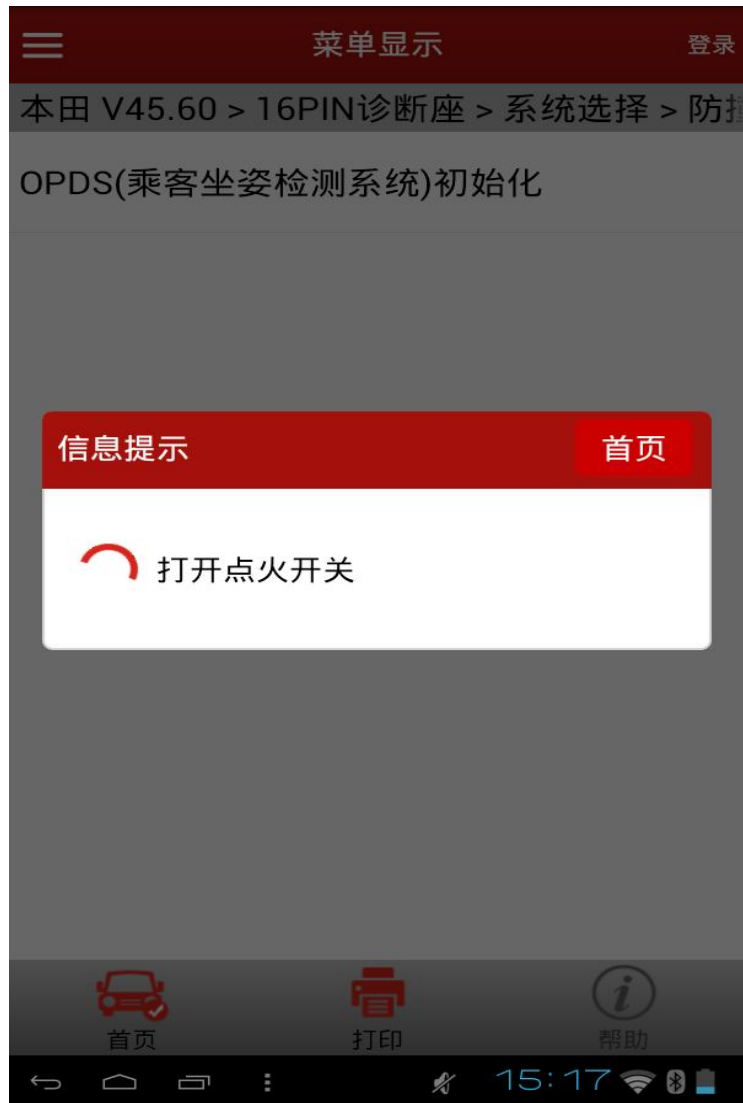 菜单显示
登录
本田 V45.60 > 16PIN诊断座 > 系统选择 > 防
OPDS(乘客坐姿检测系统)初始化
信息提示
首页
打开点火开关
首页
打印
帮助
15:17